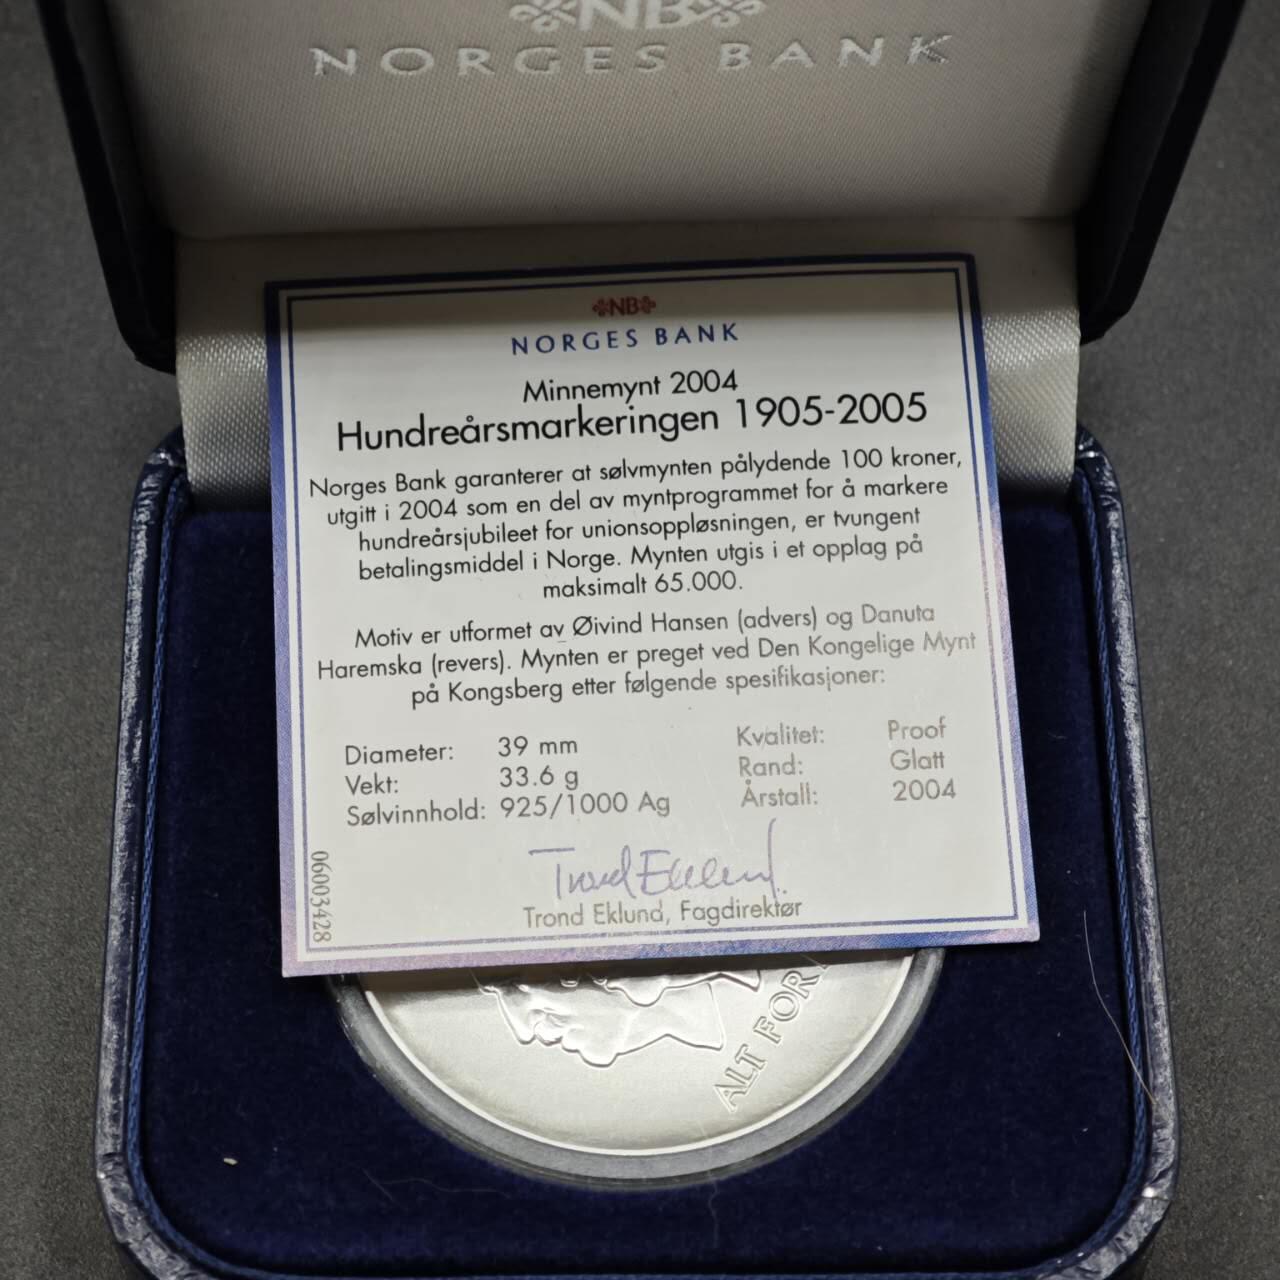 NB
NORGES BANK
NB
NORGES BANK
Minnemynt 2004
Hundreårsmarkeringen 1905-2005
Norges Bank garanterer at sølvmynten pålydende 100 kroner,
utgitt i 2004 som en del av myntprogrammet for å markere
hundreårsjubileet for unionsoppløsningen, er tvungent
betalingsmiddel i Norge. Mynten utgis i et opplag på
maksimalt 65.000.
Motiv er utformet av Øivind Hansen (advers) og Danuta
Haremska (revers). Mynten er preget ved Den Kongelige Mynt
på Kongsberg etter følgende spesifikasjoner:
Diameter: 39 mm Kvalitet: Proof
Vekt: 33.6 g Rand: Glatt
Sølvinnhold: 925/1000 Ag Årstall: 2004
Trond Eklund
Trond Eklund, Fagdirektør
06003428
ALT FOR